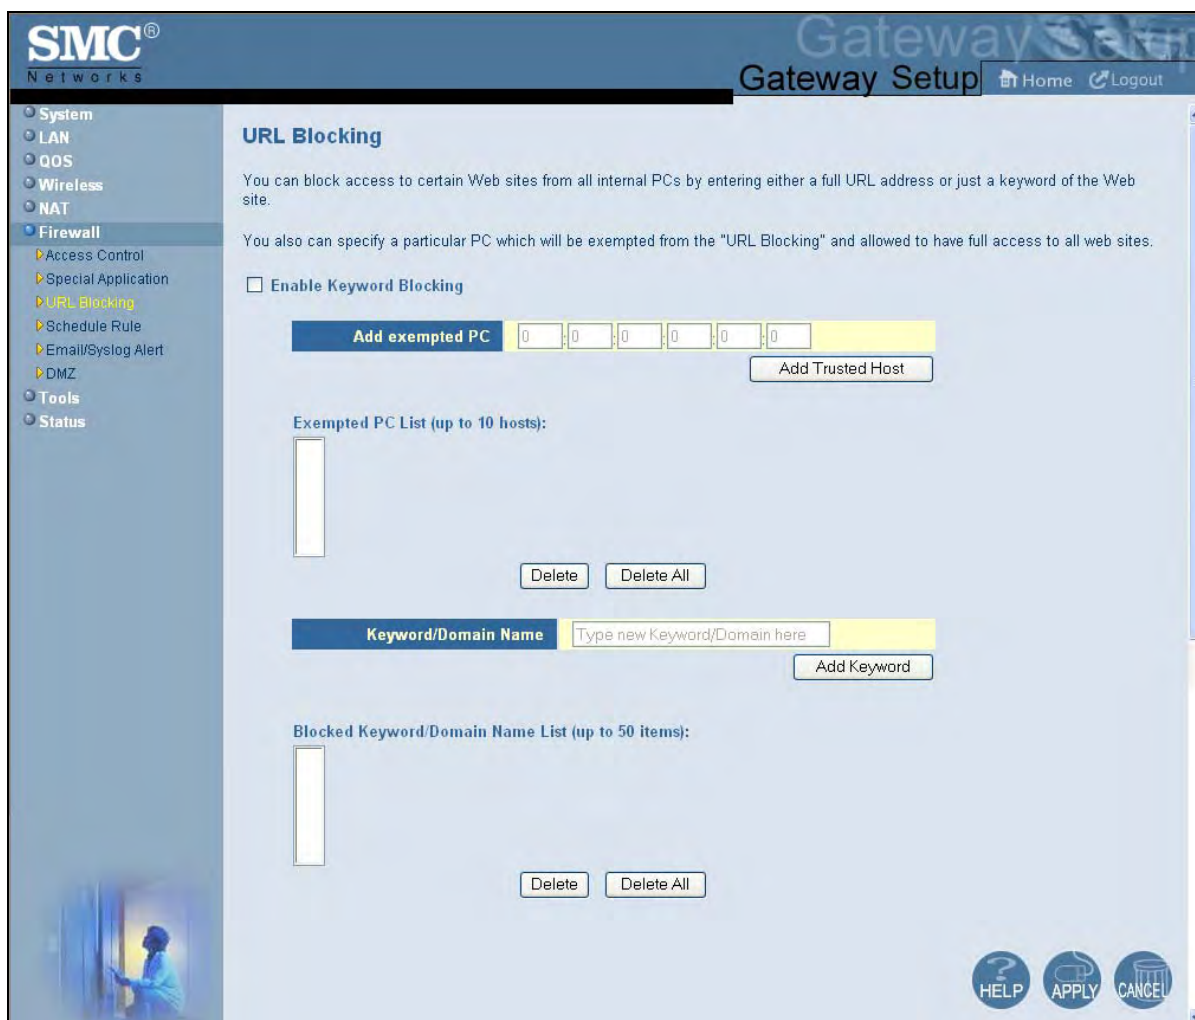 SMC®
Networks
Gateway Setup
Gateway Setup
Home
Logout
System
LAN
QOS
Wireless
NAT
Firewall
Access Control
Special Application
URL Blocking
Schedule Rule
Email/Syslog Alert
DMZ
Tools
Status
URL Blocking
You can block access to certain Web sites from all internal PCs by entering either a full URL address or just a keyword of the Web
site.
You also can specify a particular PC which will be exempted from the "URL Blocking" and allowed to have full access to all web sites.
Enable Keyword Blocking
Add exempted PC 0 :0 :0 :0 :0 :0
Add Trusted Host
Exempted PC List (up to 10 hosts):
Delete Delete All
Keyword/Domain Name Type new Keyword/Domain here
Add Keyword
Blocked Keyword/Domain Name List (up to 50 items):
Delete Delete All
HELP APPLY CANCEL